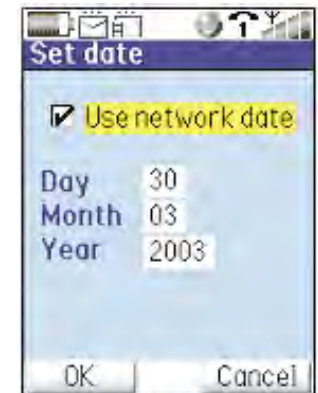 Set date
Use network date
Day 30
Month 03
Year 2003
OK Cancel